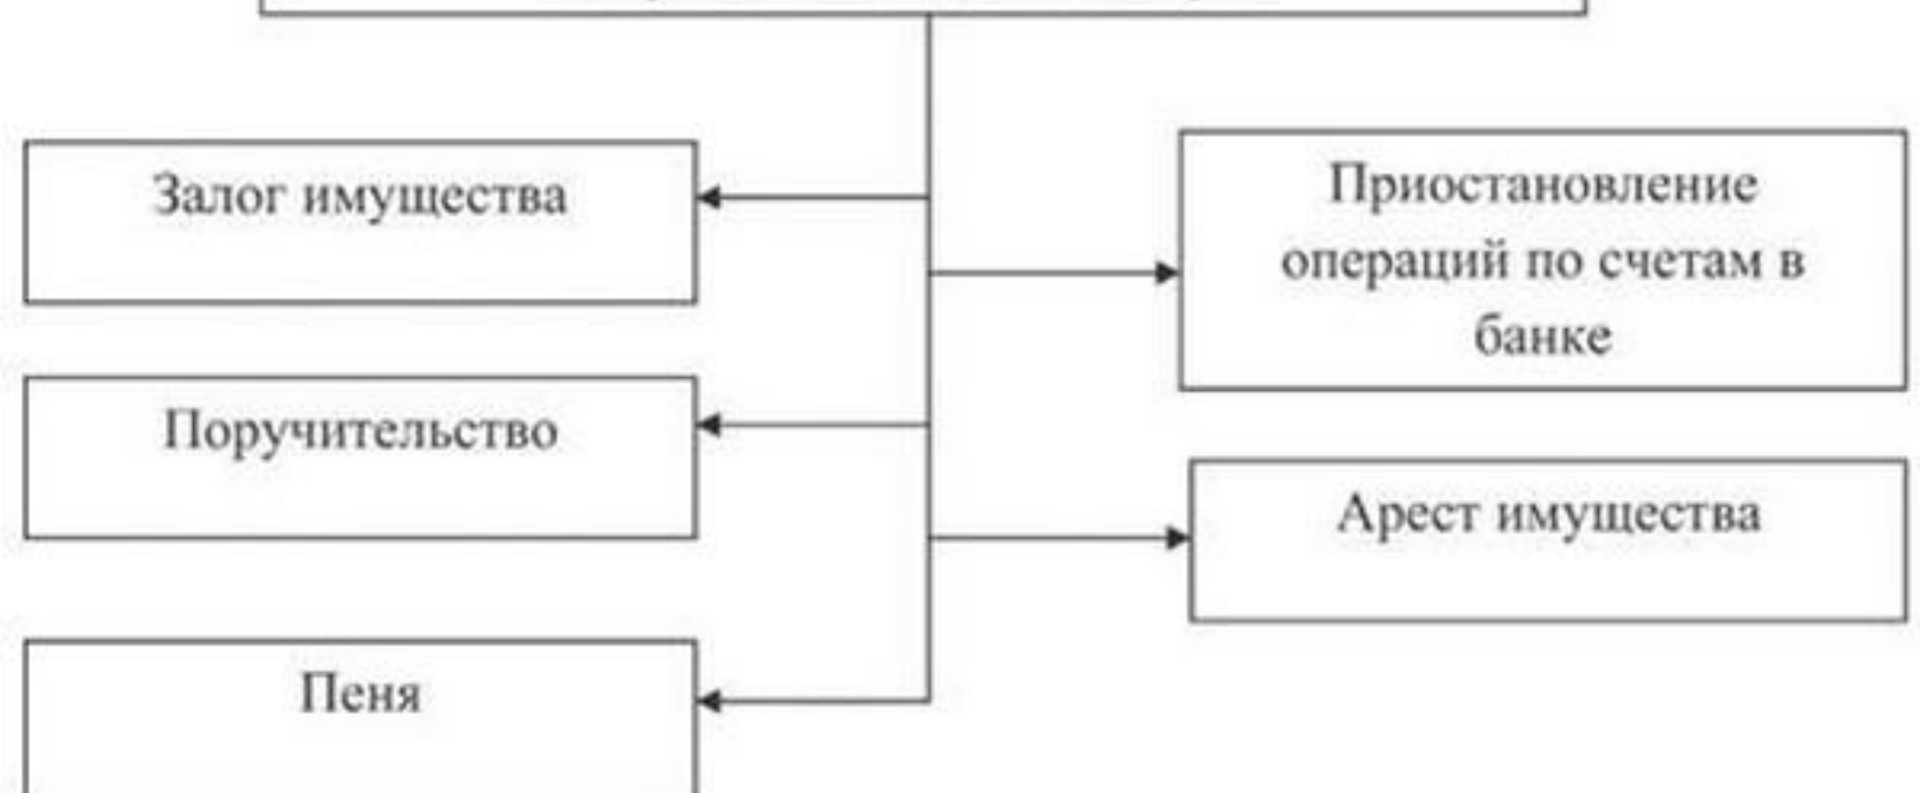 Залог имущества
Приостановление
операций по счетам в
банке
Поручительство
Арест имущества
Пеня